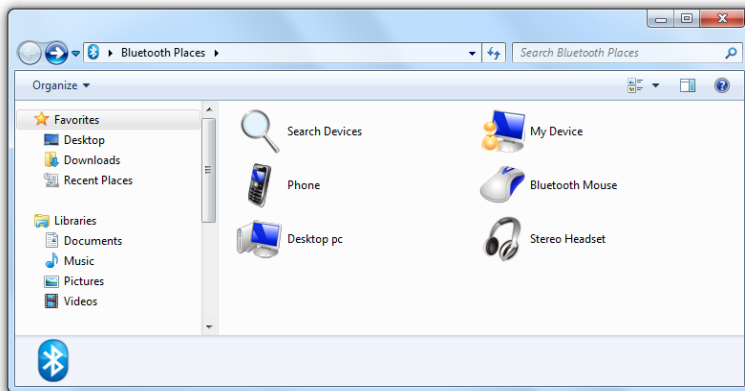 Bluetooth Places
Search Bluetooth Places
Organize
Favorites
Desktop
Downloads
Recent Places
Libraries
Documents
Music
Pictures
Videos
Search Devices
My Device
Phone
Bluetooth Mouse
Desktop pc
Stereo Headset